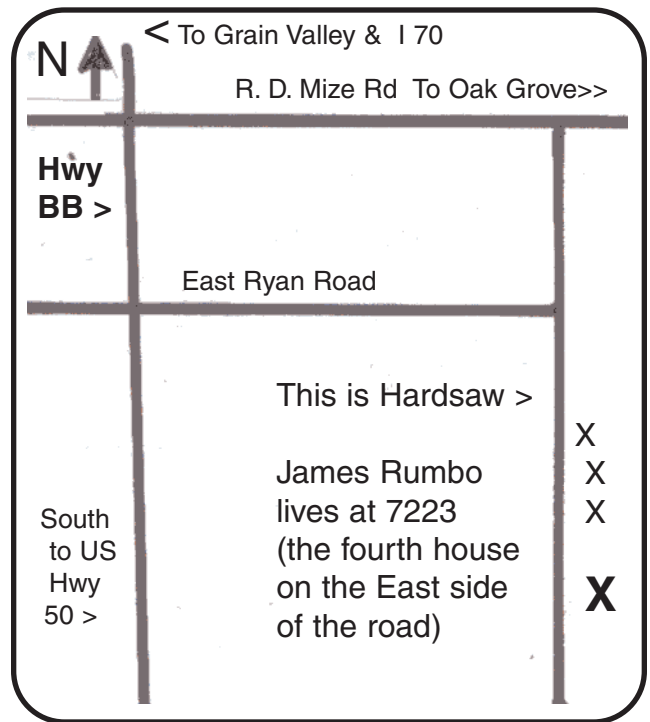 N
< To Grain Valley & I 70
R. D. Mize Rd To Oak Grove>>
Hwy
BB >
East Ryan Road
This is Hardsaw >
X
James Rumbo
X
lives at 7223
X
(the fourth house
on the East side
X
of the road)
South
to US
Hwy
50 >